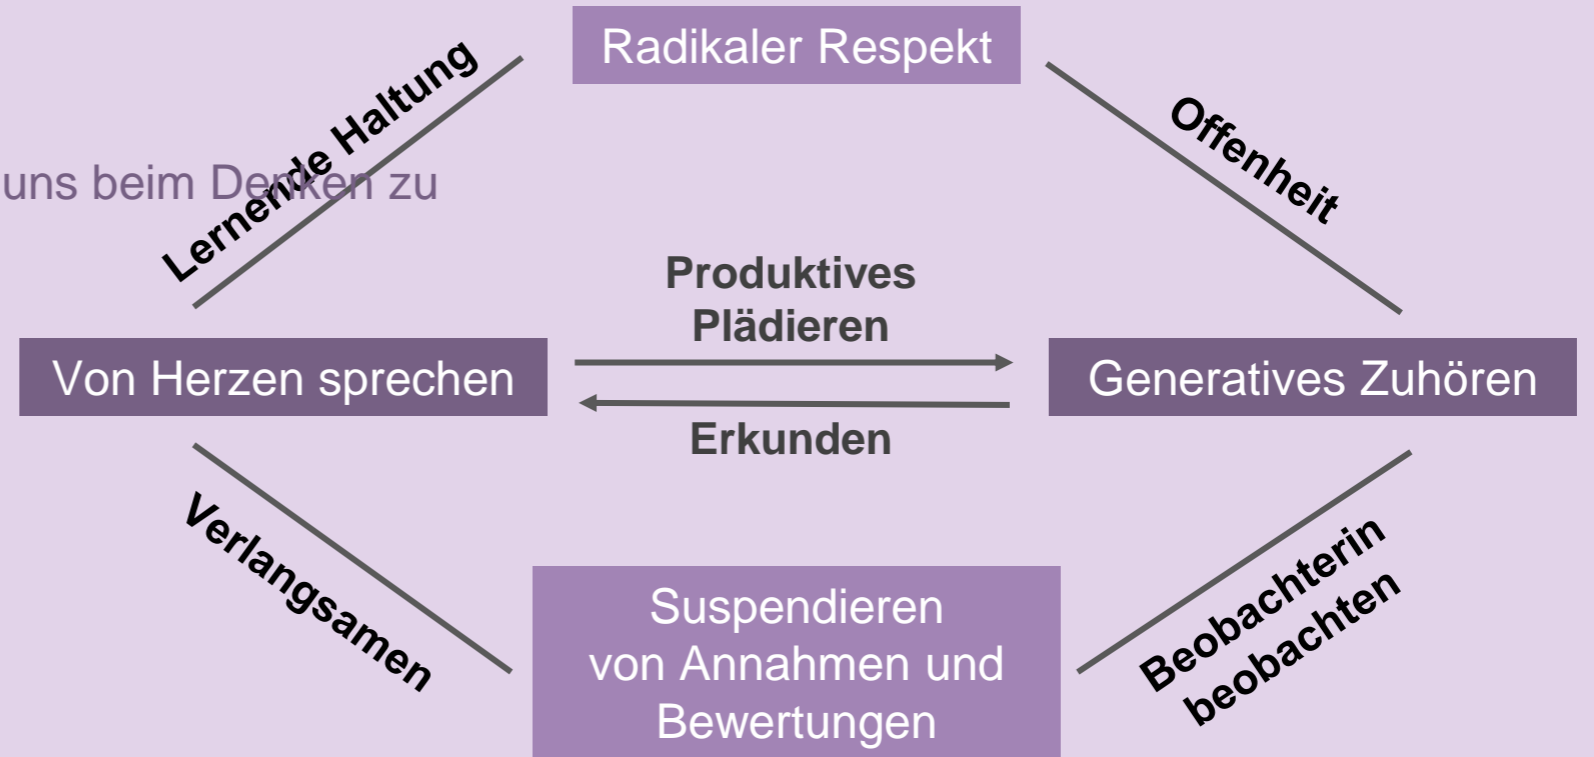 Radikaler Respekt
Lernende Haltung
Offenheit
uns beim Denken zu
Produktives
Plädieren
Von Herzen sprechen
Generatives Zuhören
Erkunden
Verlangsamen
Beobachterin
beobachten
Suspendieren
von Annahmen und
Bewertungen